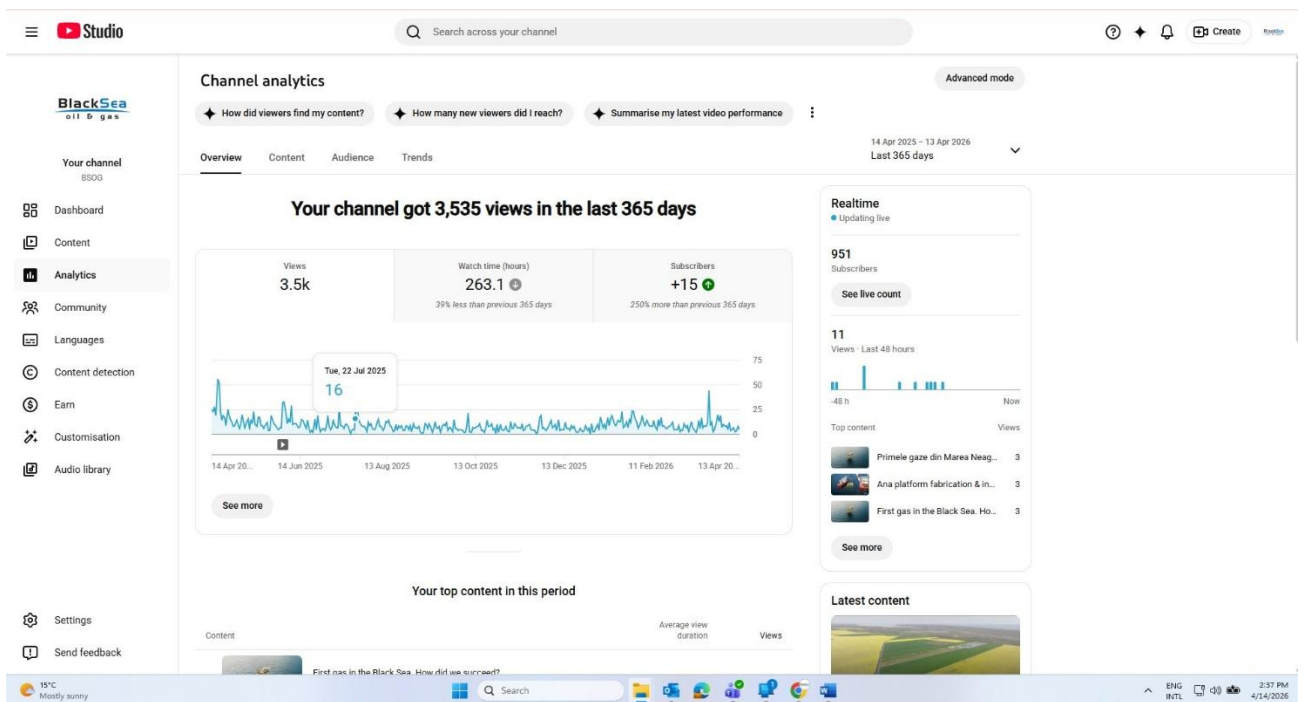 Studio
Search across your channel
Create
BlackSea
oil & gas
Your channel
BSOG
Dashboard
Content
Analytics
Community
Languages
Content detection
Earn
Customisation
Audio library
Settings
Send feedback
Channel analytics
Advanced mode
How did viewers find my content?
How many new viewers did I reach?
Summarise my latest video performance
Overview
Content
Audience
Trends
14 Apr 2025 – 13 Apr 2026
Last 365 days
Your channel got 3,535 views in the last 365 days
Views
3.5k
Watch time (hours)
263.1
39% less than previous 365 days
Subscribers
+15
250% more than previous 365 days
Tue, 22 Jul 2025
16
75
50
25
0
14 Apr 20...
14 Jun 2025
13 Aug 2025
13 Oct 2025
13 Dec 2025
11 Feb 2026
13 Apr 20...
See more
Your top content in this period
Content
Average view
duration
Views
First gas in the Black Sea. How did we succeed?
Realtime
Updating live
951
Subscribers
See live count
11
Views · Last 48 hours
-48 h
Now
Top content
Views
Primele gaze din Marea Neag...
3
Ana platform fabrication & in...
3
First gas in the Black Sea. Ho...
3
See more
Latest content
15°C
Mostly sunny
Search
ENG
INTL
2:37 PM
4/14/2026